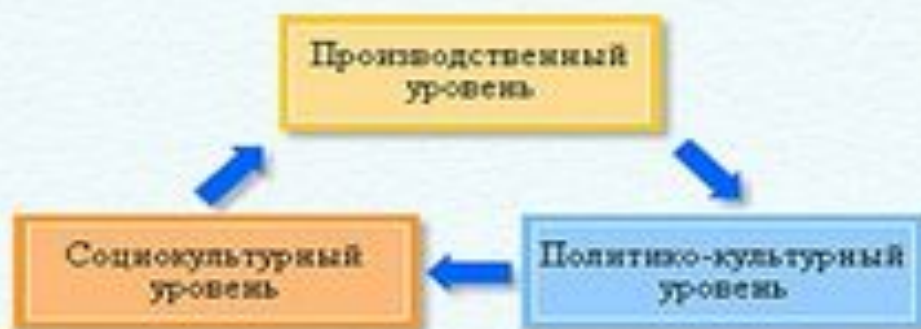 Производственный
уровень
Социокультурный
уровень
Политико-культурный
уровень